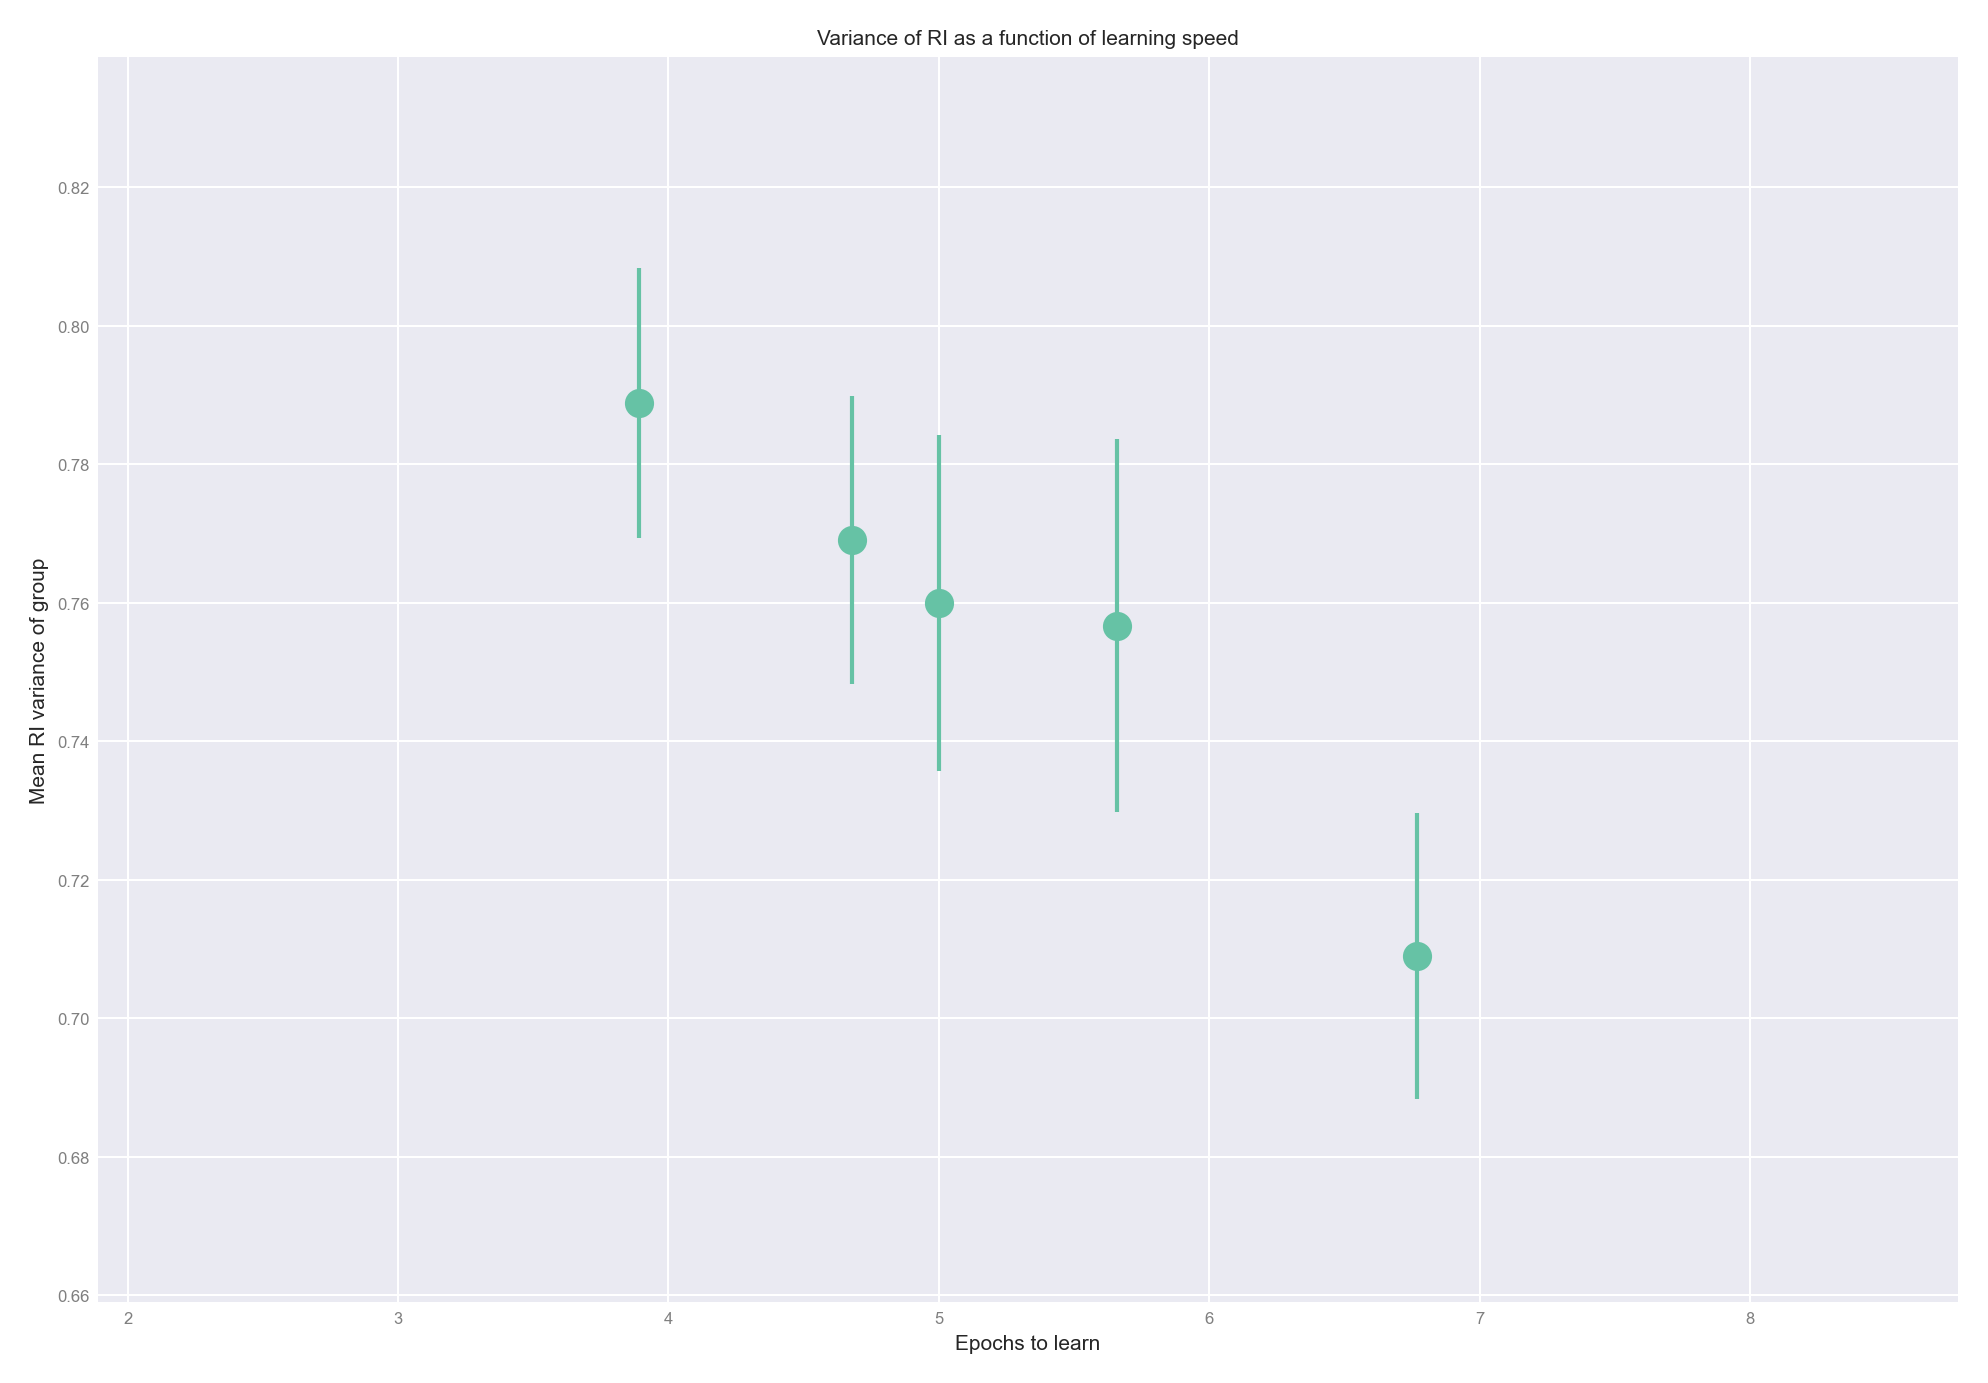 Variance of RI as a function of learning speed
Mean RI variance of group
0.82
0.80
0.78
0.76
0.74
0.72
0.70
0.68
0.66
2 3 4 5 6 7 8
Epochs to learn